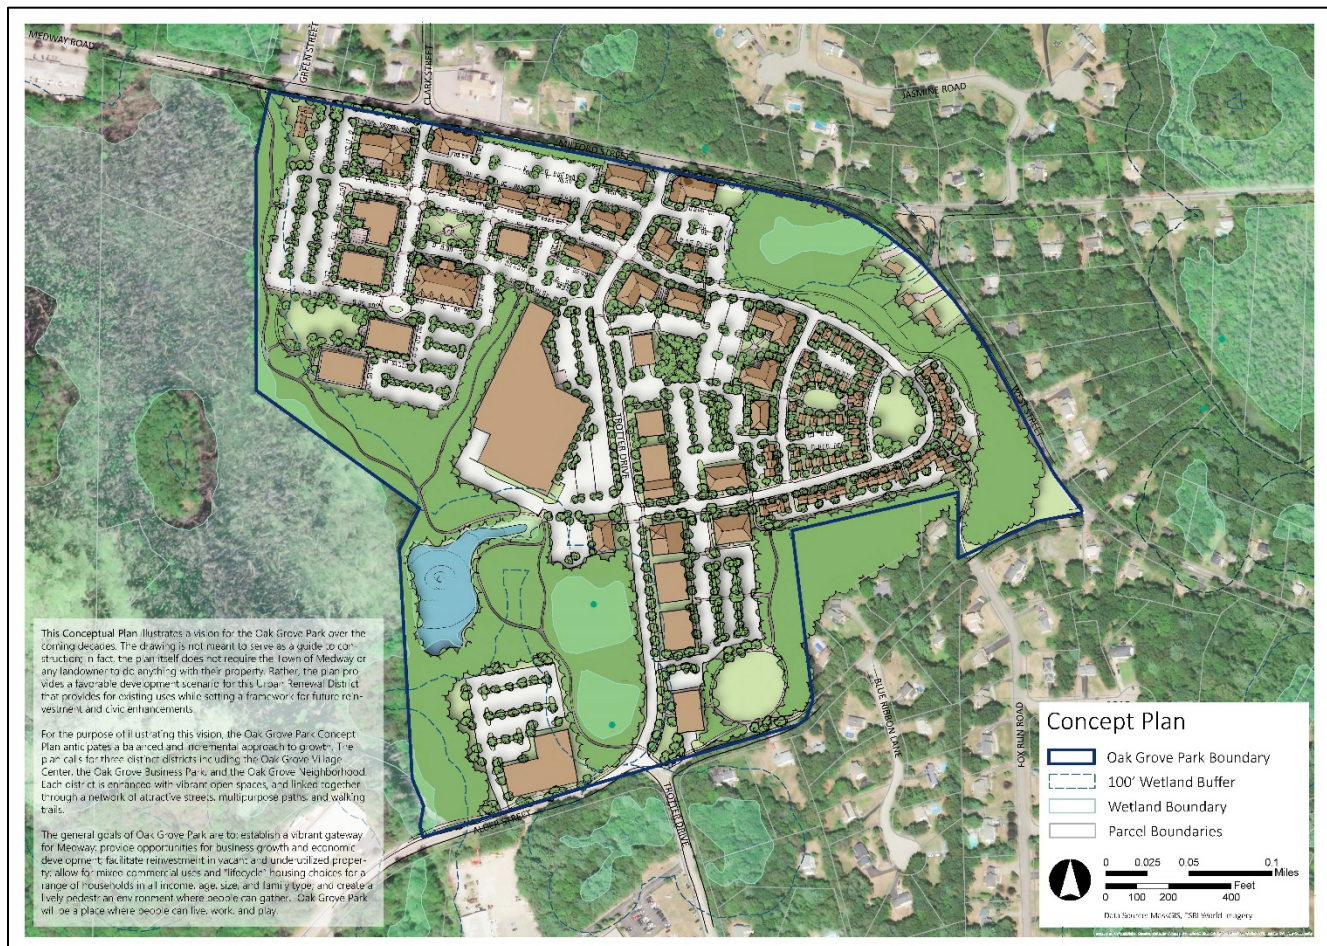 MEDWAY ROAD
GREEN STREET
CLARK STREET
JASMINE ROAD
MILFORD STREET
WEST STREET
TROTTER DRIVE
This Conceptual Plan illustrates a vision for the Oak Grove Park over the
coming decades. The drawing is not meant to serve as a guide to con-
struction; in fact, the plan itself does not require the Town of Medway or
any landowner to do anything with their property. Rather, the plan pro-
vides a favorable development scenario for this Urban Renewal District
that provides for existing uses while setting a framework for future rein-
vestment and civic enhancements.
For the purpose of illustrating this vision, the Oak Grove Park Concept
Plan anticipates a balanced and incremental approach to growth. The
plan calls for three distinct districts including the Oak Grove Village
Center, the Oak Grove Business Park, and the Oak Grove Neighborhood.
Each district is enhanced with vibrant open spaces, and linked together
through a network of attractive streets, multipurpose paths, and walking
trails.
The general goals of Oak Grove Park are to: establish a vibrant gateway
for Medway; provide opportunities for business growth and economic
development; facilitate reinvestment in vacant and underutilized proper-
ty; allow for mixed commercial uses and "lifecycle" housing choices for a
range of households in all income, age, size, and family type; and create a
lively pedestrian environment where people can gather. Oak Grove Park
will be a place where people can live, work, and play.
ALDER STREET
TROTTER DRIVE
BLUE RIBBON LANE
FOX RUN ROAD
Concept Plan
Oak Grove Park Boundary
100' Wetland Buffer
Wetland Boundary
Parcel Boundaries
0 0.025 0.05 0.1
Miles
Feet
0 100 200 400
Data Source: MassGIS, ESRI World Imagery